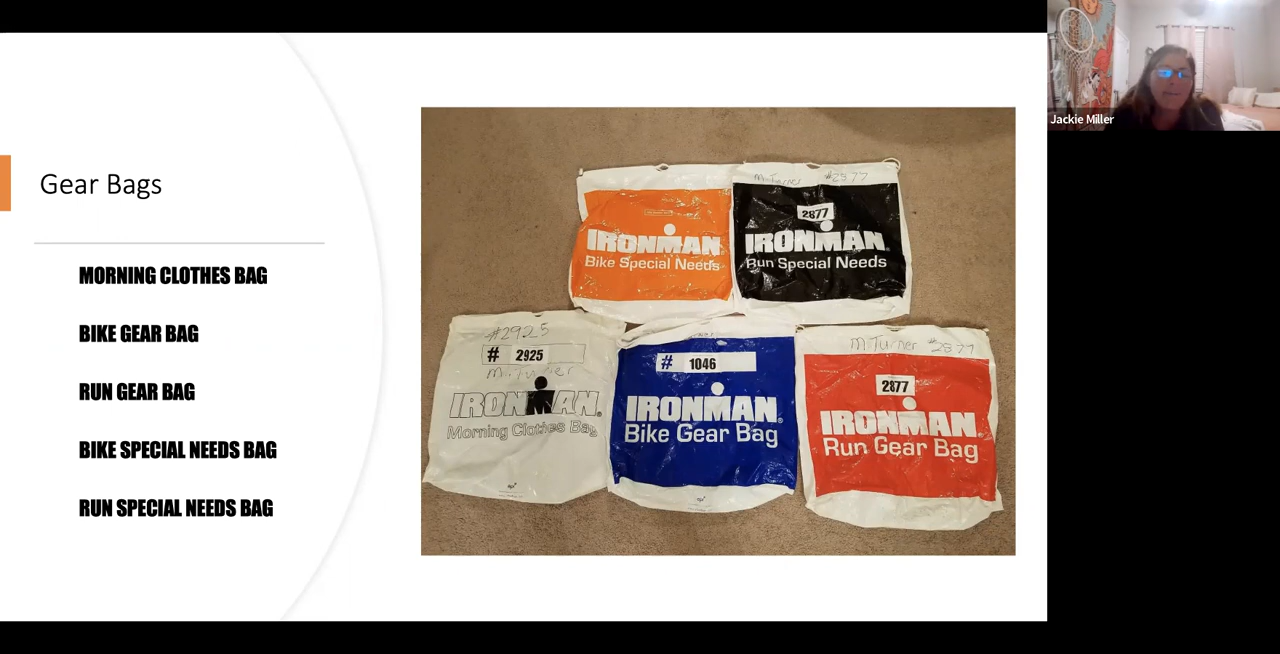 Gear Bags
MORNING CLOTHES BAG
BIKE GEAR BAG
RUN GEAR BAG
BIKE SPECIAL NEEDS BAG
RUN SPECIAL NEEDS BAG
IRONMAN
Bike Special Needs
M Turner #2877
2877
IRONMAN
Run Special Needs
#2925
# 2925
M. Turner
IRONMAN®
Morning Clothes Bag
# 1046
IRONMAN®
Bike Gear Bag
M Turner #2877
2877
IRONMAN®
Run Gear Bag
Jackie Miller